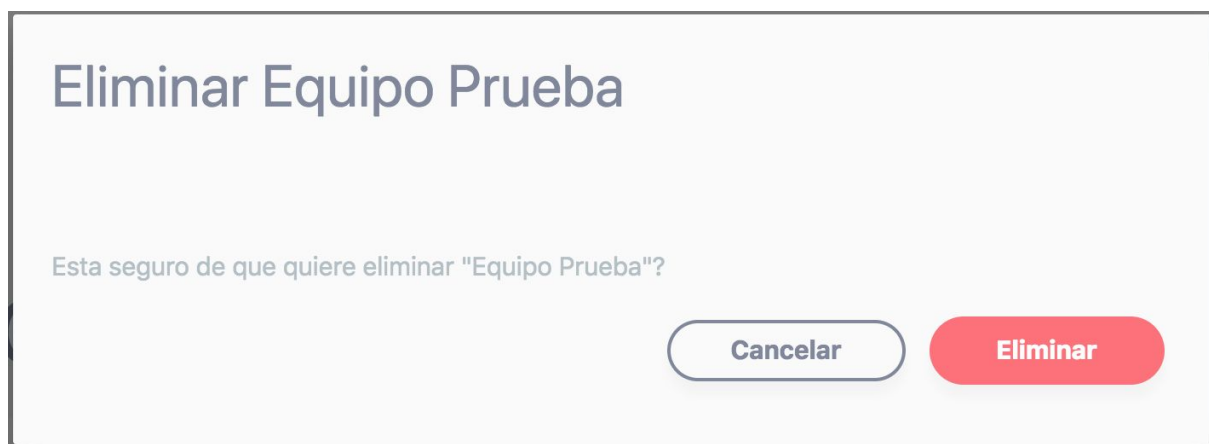 Eliminar Equipo Prueba
Esta seguro de que quiere eliminar "Equipo Prueba"?
Cancelar Eliminar